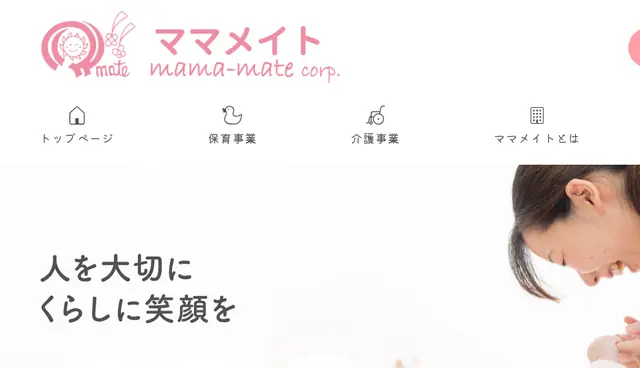 mate
ママメイト
mama-mate corp.
トップページ
保育事業
介護事業
ママメイトとは
人を大切に
くらしに笑顔を